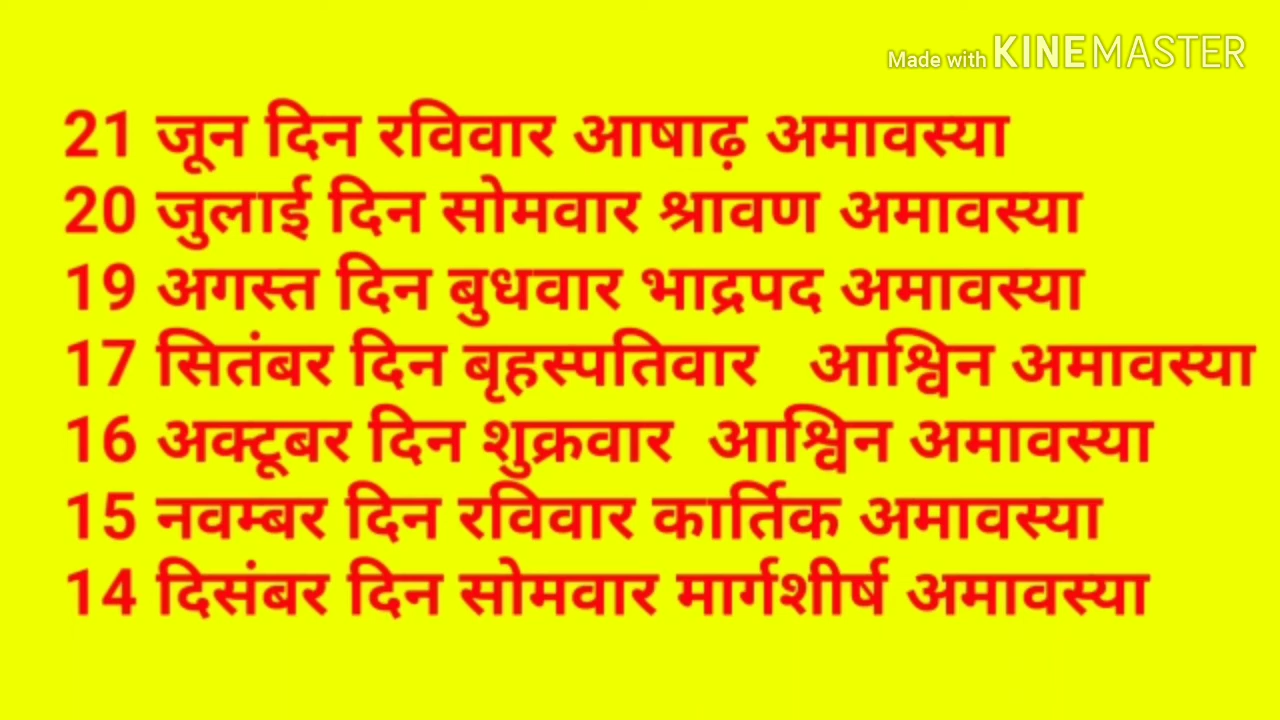 Made with KINEMASTER
21 जून दिन रविवार आषाढ़ अमावस्या
20 जुलाई दिन सोमवार श्रावण अमावस्या
19 अगस्त दिन बुधवार भाद्रपद अमावस्या
17 सितंबर दिन बृहस्पतिवार आश्विन अमावस्या
16 अक्टूबर दिन शुक्रवार आश्विन अमावस्या
15 नवम्बर दिन रविवार कार्तिक अमावस्या
14 दिसंबर दिन सोमवार मार्गशीर्ष अमावस्या